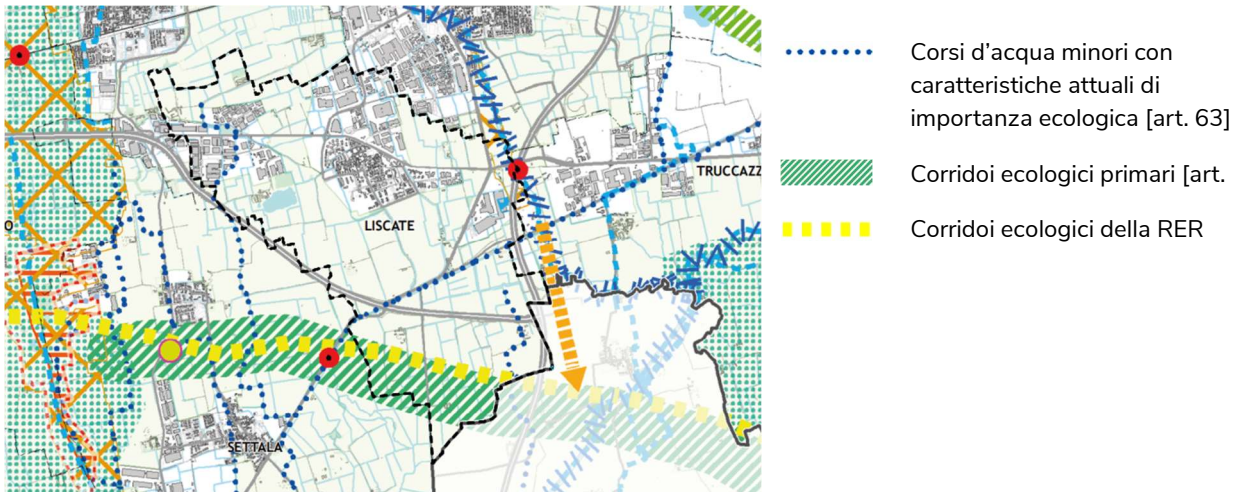 TRUCCAZZ
O
LISCATE
SETTALA
Corsi d'acqua minori con
caratteristiche attuali di
importanza ecologica [art. 63]
Corridoi ecologici primari [art.
Corridoi ecologici della RER